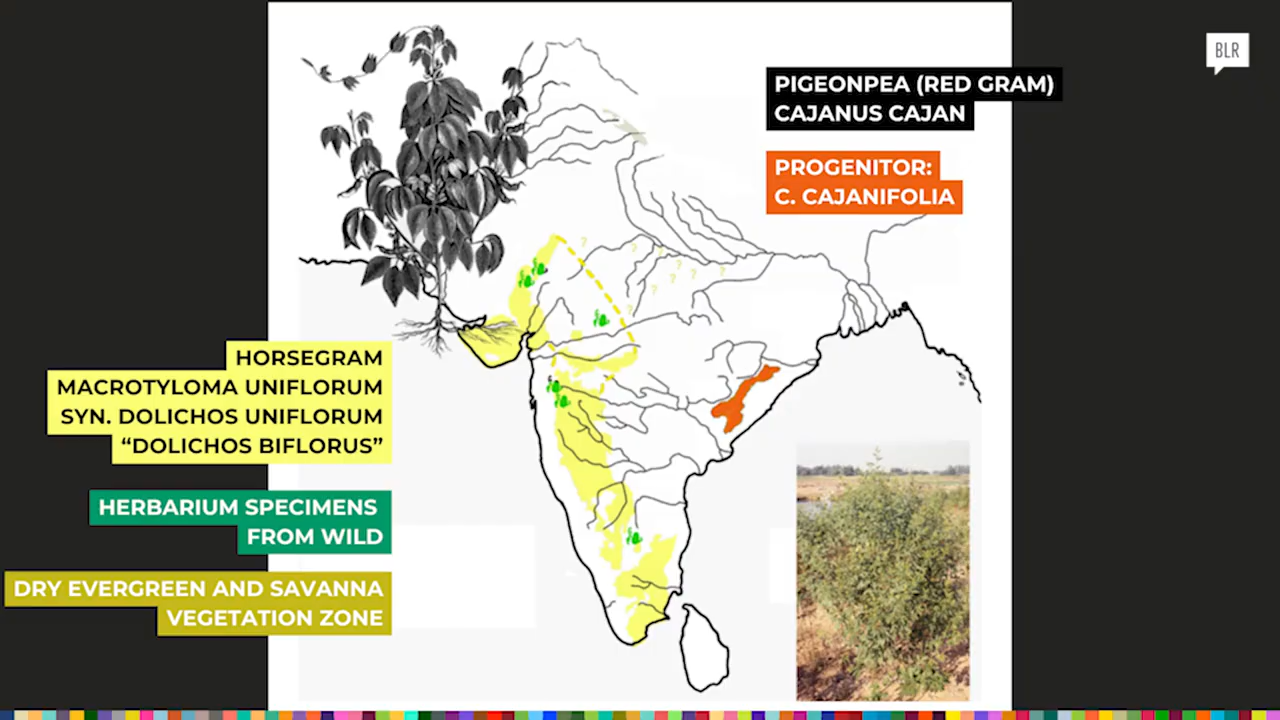 BLR
PIGEONPEA (RED GRAM)
CAJANUS CAJAN
PROGENITOR:
C. CAJANIFOLIA
? ? ? ? ? ? ? ? ?
HORSEGRAM
MACROTYLOMA UNIFLORUM
SYN. DOLICHOS UNIFLORUM
“DOLICHOS BIFLORUS”
HERBARIUM SPECIMENS
FROM WILD
DRY EVERGREEN AND SAVANNA
VEGETATION ZONE